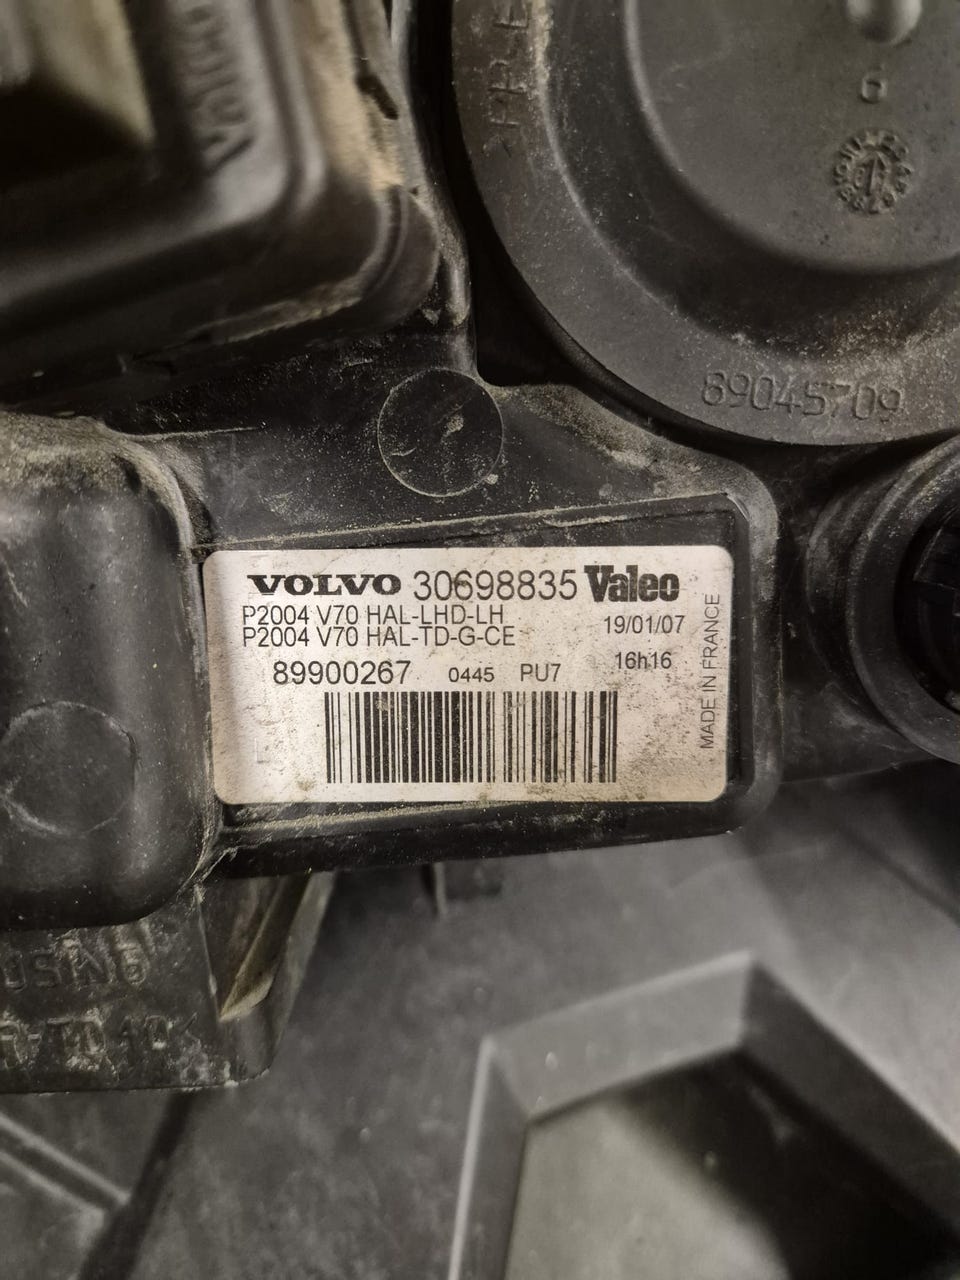 89045709
VOLVO 30698835 Valeo
P2004 V70 HAL-LHD-LH
P2004 V70 HAL-TD-G-CE
19/01/07
16h16
89900267 0445 PU7
MADE IN FRANCE